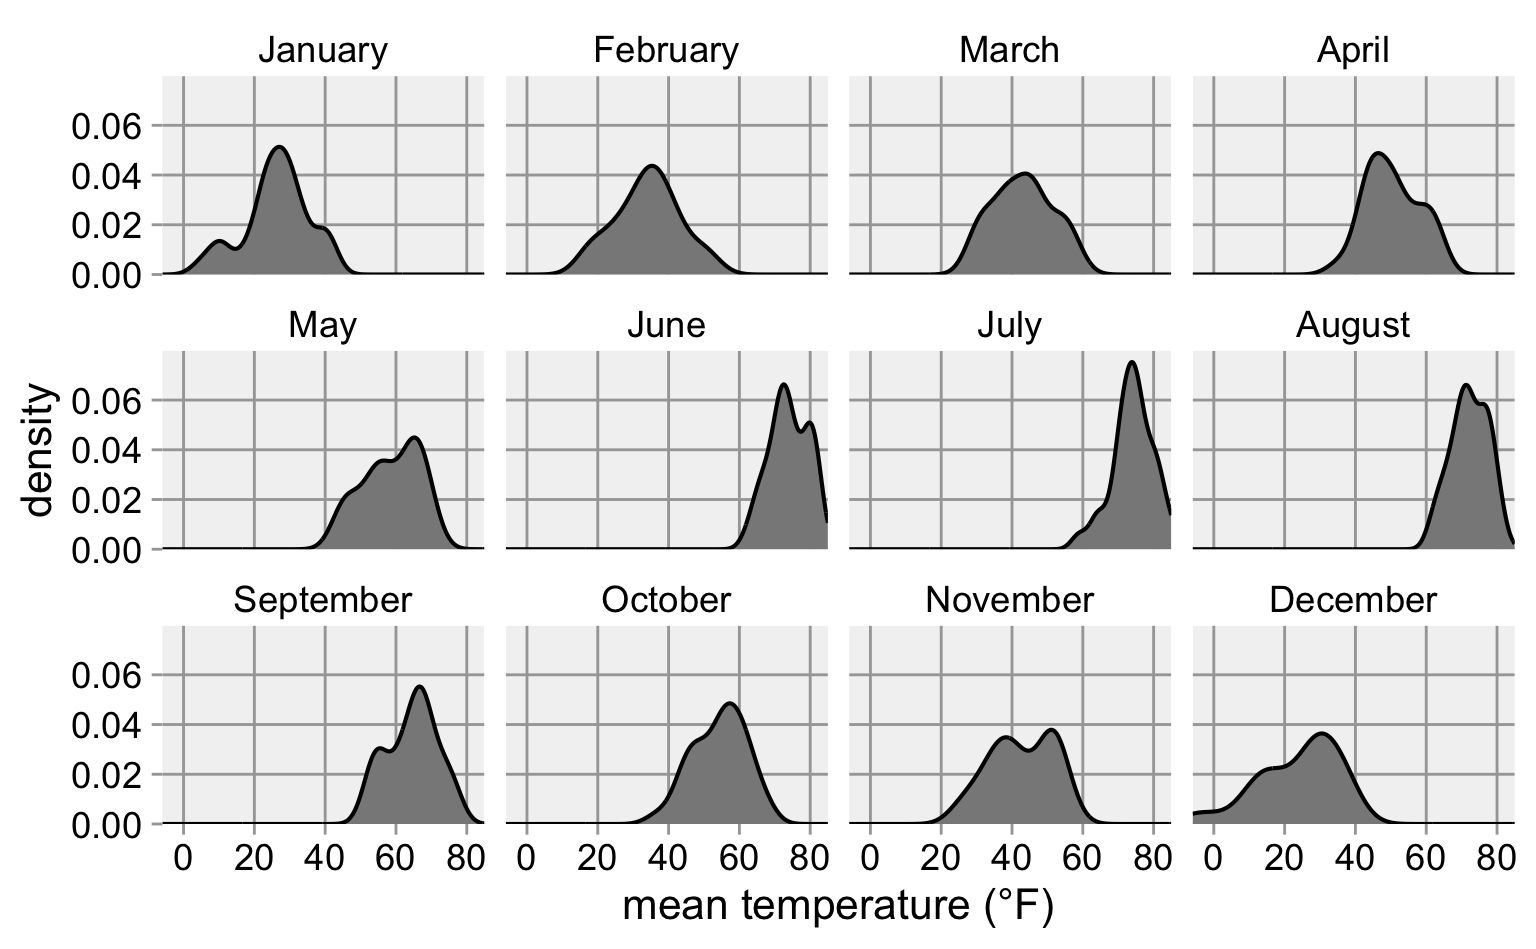 January February March April
0.06
0.04
0.02
0.00
May June July August
0.06
0.04
0.02
0.00
density
September October November December
0.06
0.04
0.02
0.00
0 20 40 60 80 0 20 40 60 80 0 20 40 60 80 0 20 40 60 80
mean temperature (°F)